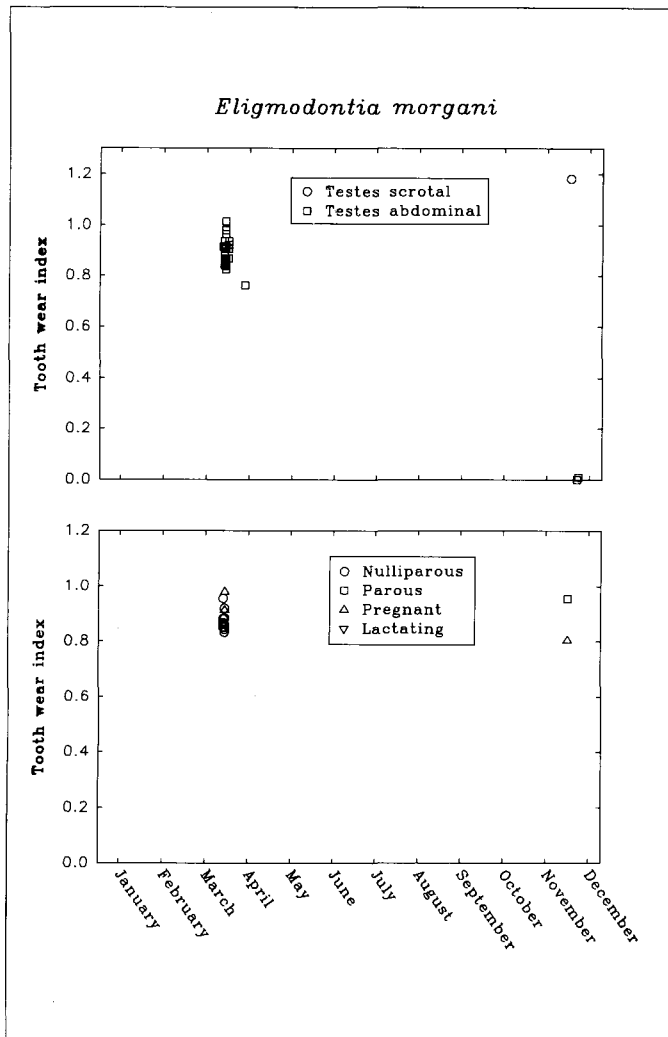 Eligmodontia morgani
1.2
1.0
0.8
0.6
0.4
0.2
0.0
Tooth wear index
Testes scrotal
Testes abdominal
1.2
1.0
0.8
0.6
0.4
0.2
0.0
Tooth wear index
Nulliparous
Parous
Pregnant
Lactating
January
February
March
April
May
June
July
August
September
October
November
December